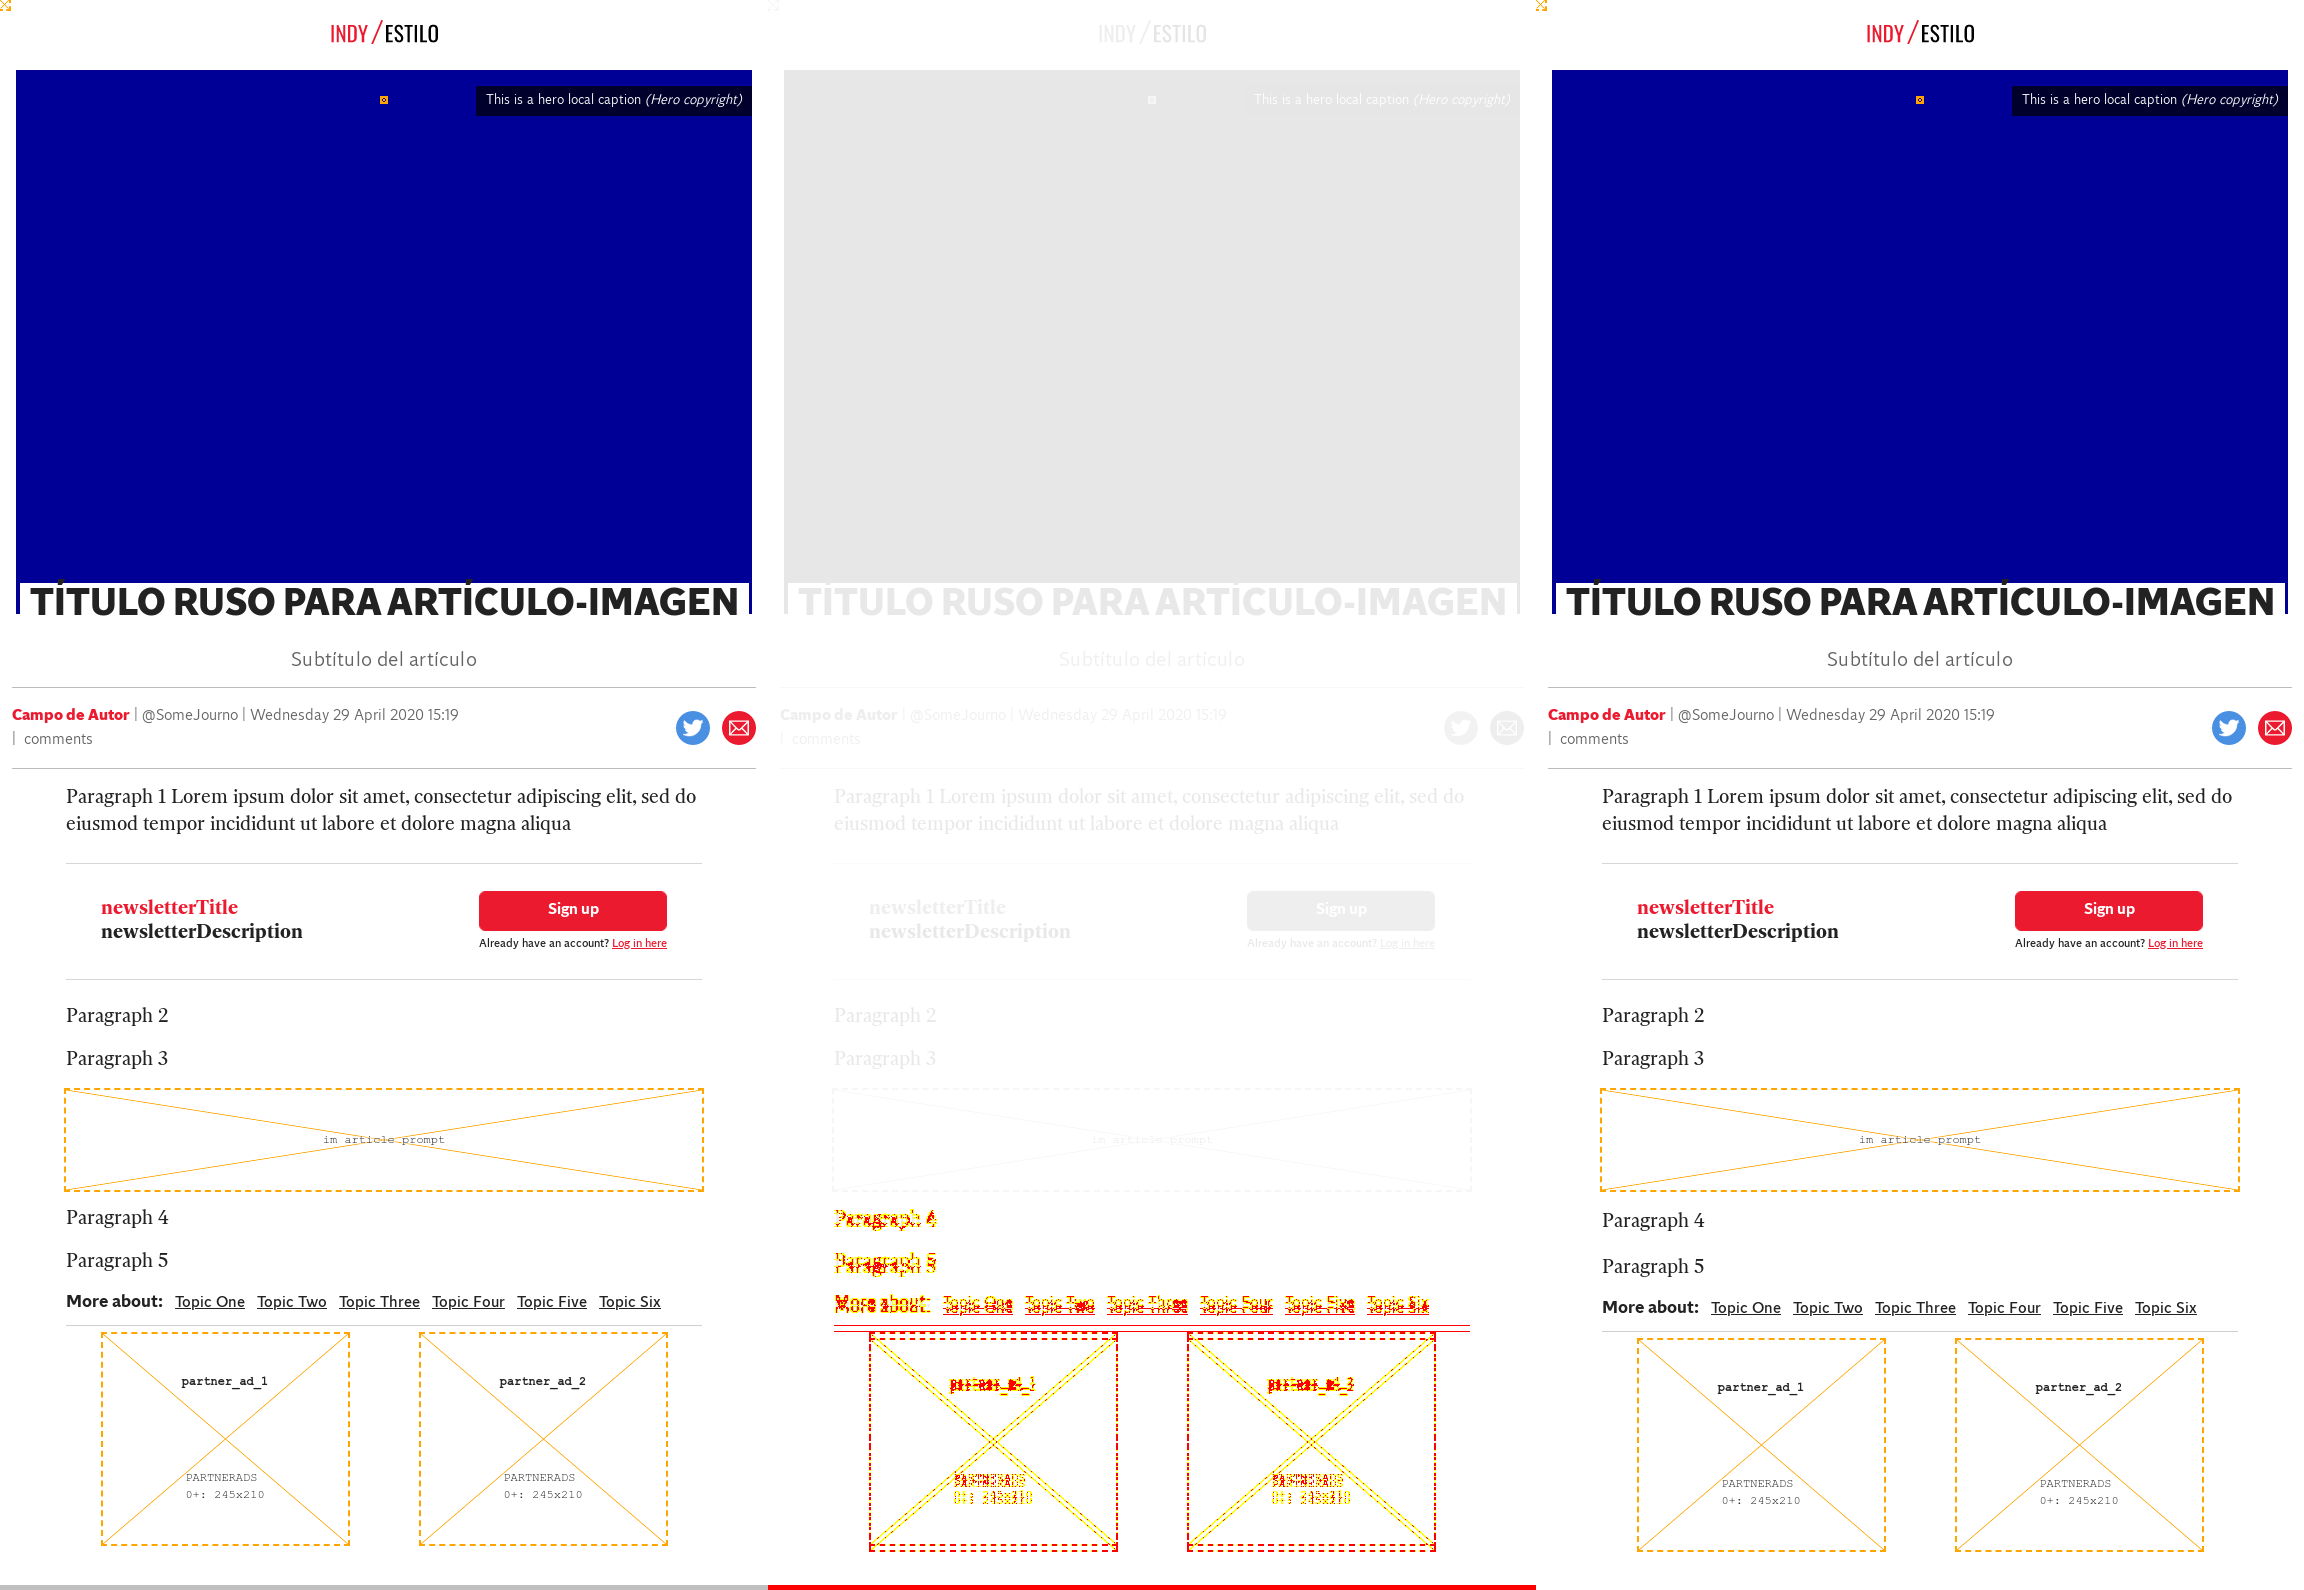 INDY/ESTILO
This is a hero local caption (Hero copyright)
TÍTULO RUSO PARA ARTÍCULO-IMAGEN
Subtítulo del artículo
Campo de Autor | @SomeJourno | Wednesday 29 April 2020 15:19
| comments
Paragraph 1 Lorem ipsum dolor sit amet, consectetur adipiscing elit, sed do
eiusmod tempor incididunt ut labore et dolore magna aliqua
newsletterTitle
newsletterDescription
Sign up
Already have an account? Log in here
Paragraph 2
Paragraph 3
im article prompt
Paragraph 4
Paragraph 5
More about: Topic One Topic Two Topic Three Topic Four Topic Five Topic Six
partner_ad_1
PARTNERADS
0+: 245x210
partner_ad_2
PARTNERADS
0+: 245x210
INDY/ESTILO
This is a hero local caption (Hero copyright)
TÍTULO RUSO PARA ARTÍCULO-IMAGEN
Subtítulo del artículo
Campo de Autor | @SomeJourno | Wednesday 29 April 2020 15:19
| comments
Paragraph 1 Lorem ipsum dolor sit amet, consectetur adipiscing elit, sed do
eiusmod tempor incididunt ut labore et dolore magna aliqua
newsletterTitle
newsletterDescription
Sign up
Already have an account? Log in here
Paragraph 2
Paragraph 3
im article prompt
Paragraph 4
Paragraph 5
More about: Topic One Topic Two Topic Three Topic Four Topic Five Topic Six
partner_ad_1
PARTNERADS
0+: 245x210
partner_ad_2
PARTNERADS
0+: 245x210
INDY/ESTILO
This is a hero local caption (Hero copyright)
TÍTULO RUSO PARA ARTÍCULO-IMAGEN
Subtítulo del artículo
Campo de Autor | @SomeJourno | Wednesday 29 April 2020 15:19
| comments
Paragraph 1 Lorem ipsum dolor sit amet, consectetur adipiscing elit, sed do
eiusmod tempor incididunt ut labore et dolore magna aliqua
newsletterTitle
newsletterDescription
Sign up
Already have an account? Log in here
Paragraph 2
Paragraph 3
im article prompt
Paragraph 4
Paragraph 5
More about: Topic One Topic Two Topic Three Topic Four Topic Five Topic Six
partner_ad_1
PARTNERADS
0+: 245x210
partner_ad_2
PARTNERADS
0+: 245x210